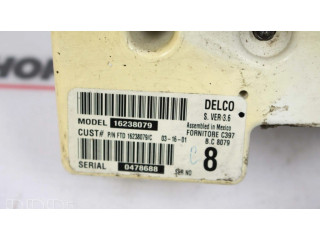 DELCO
S. VER-3.6
MODEL 16238079
Assembled in Mexico
FORNITORE C397
CUST# P/N FTD 16238079/C 03-16-01
B.C 8079
SERIAL 0478688
8